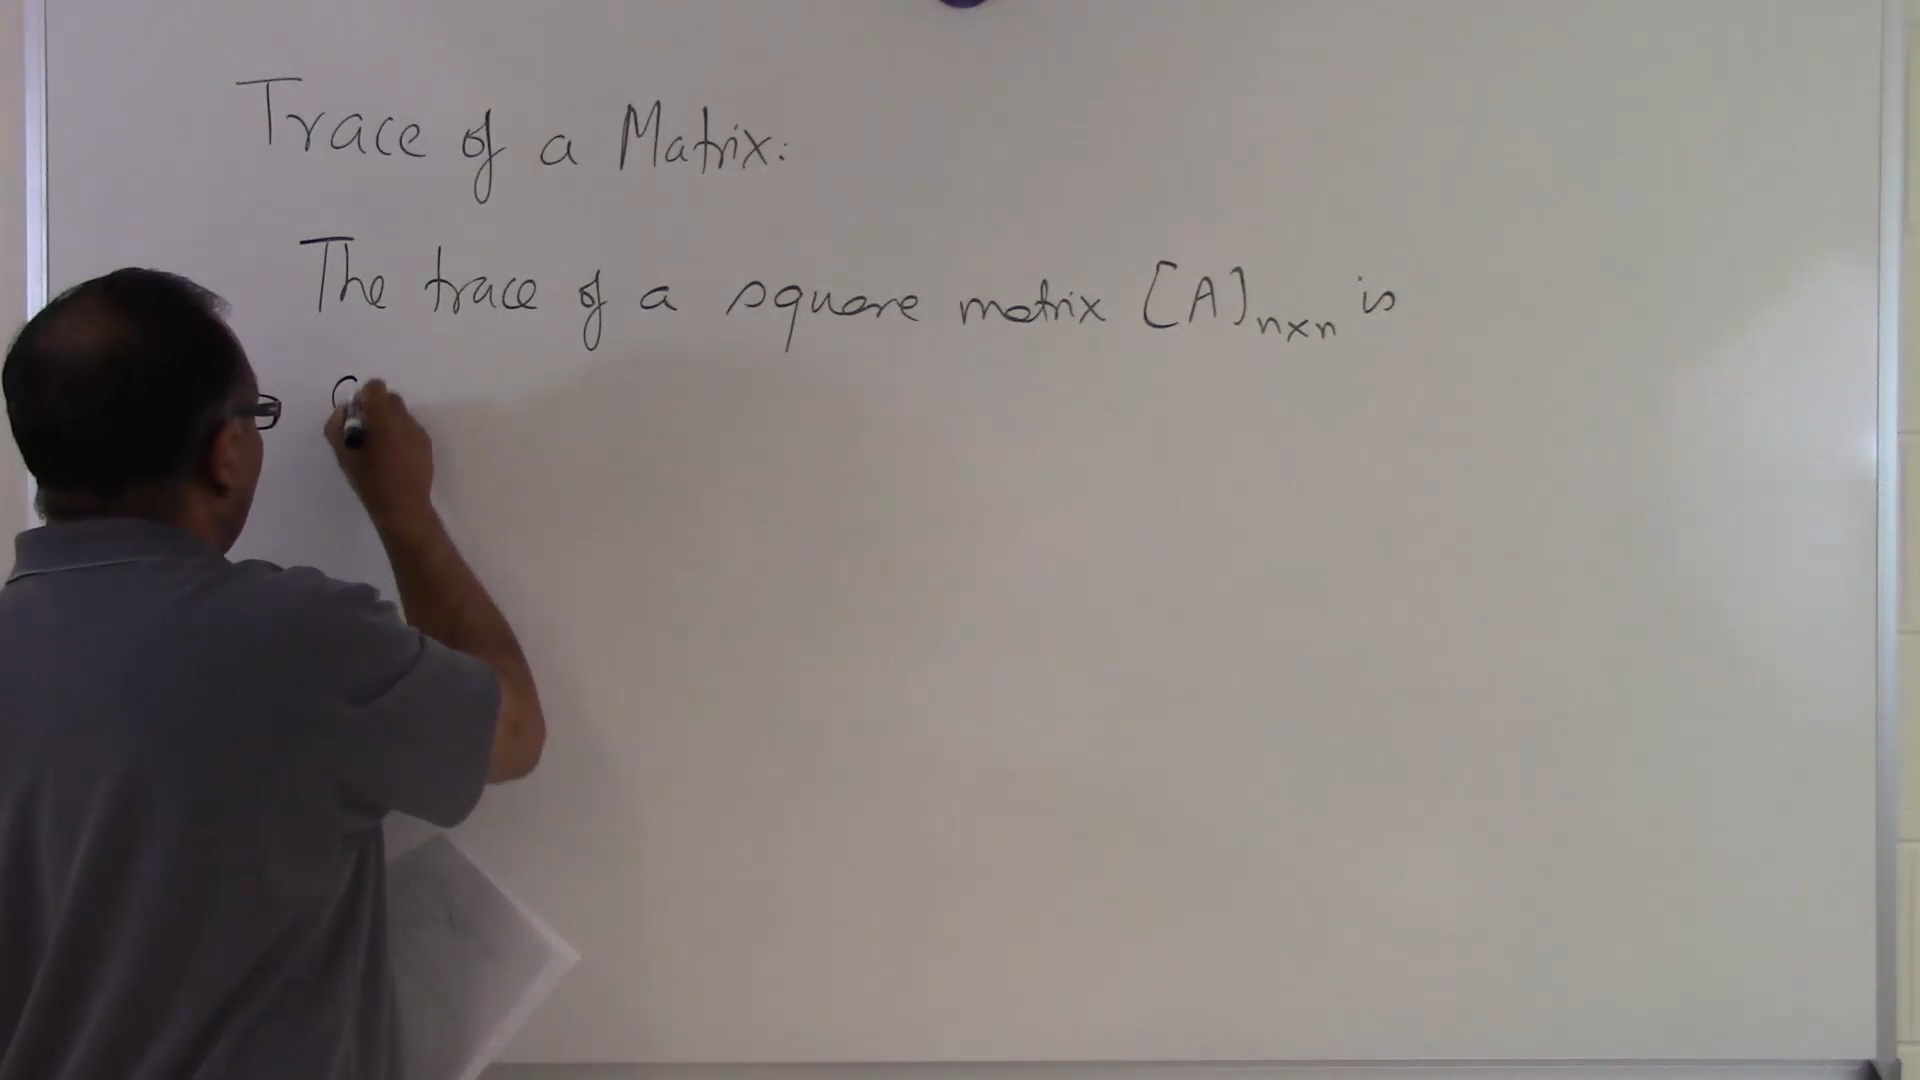 Trace of a Matrix:
The trace of a square matrix [A]nxn is